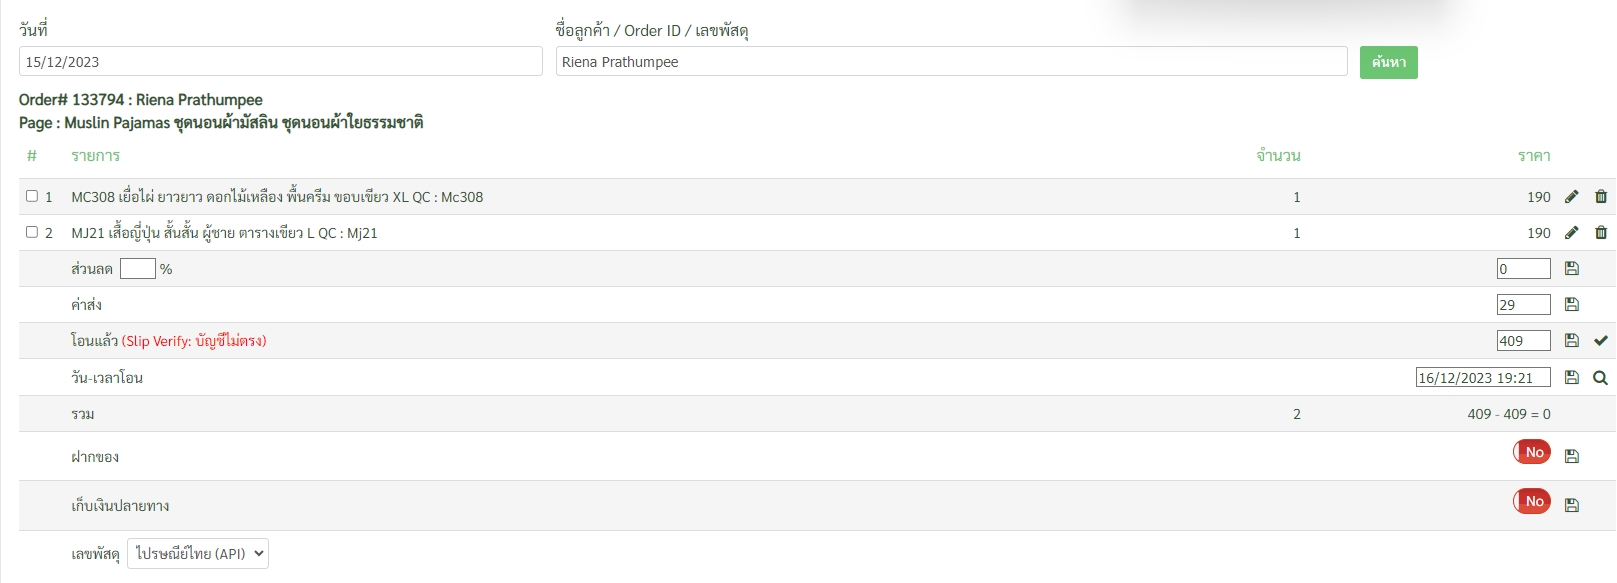 วันที่
ชื่อลูกค้า / Order ID / เลขพัสดุ
15/12/2023
Riena Prathumpee
ค้นหา
Order# 133794 : Riena Prathumpee
Page : Muslin Pajamas ชุดนอนผ้ามัสลิน ชุดนอนผ้าใยธรรมชาติ
# รายการ จำนวน ราคา
1 MC308 เยื่อไผ่ ยาวยาว ดอกไม้เหลือง พื้นครีม ขอบเขียว XL QC : Mc308 1 190
2 MJ21 เสื้อญี่ปุ่น สั้นสั้น ผู้ชาย ตารางเขียว L QC : Mj21 1 190
ส่วนลด % 0
ค่าส่ง 29
โอนแล้ว (Slip Verify: บัญชีไม่ตรง) 409
วัน-เวลาโอน 16/12/2023 19:21
รวม 2 409 - 409 = 0
ฝากของ No
เก็บเงินปลายทาง No
เลขพัสดุ ไปรษณีย์ไทย (API)